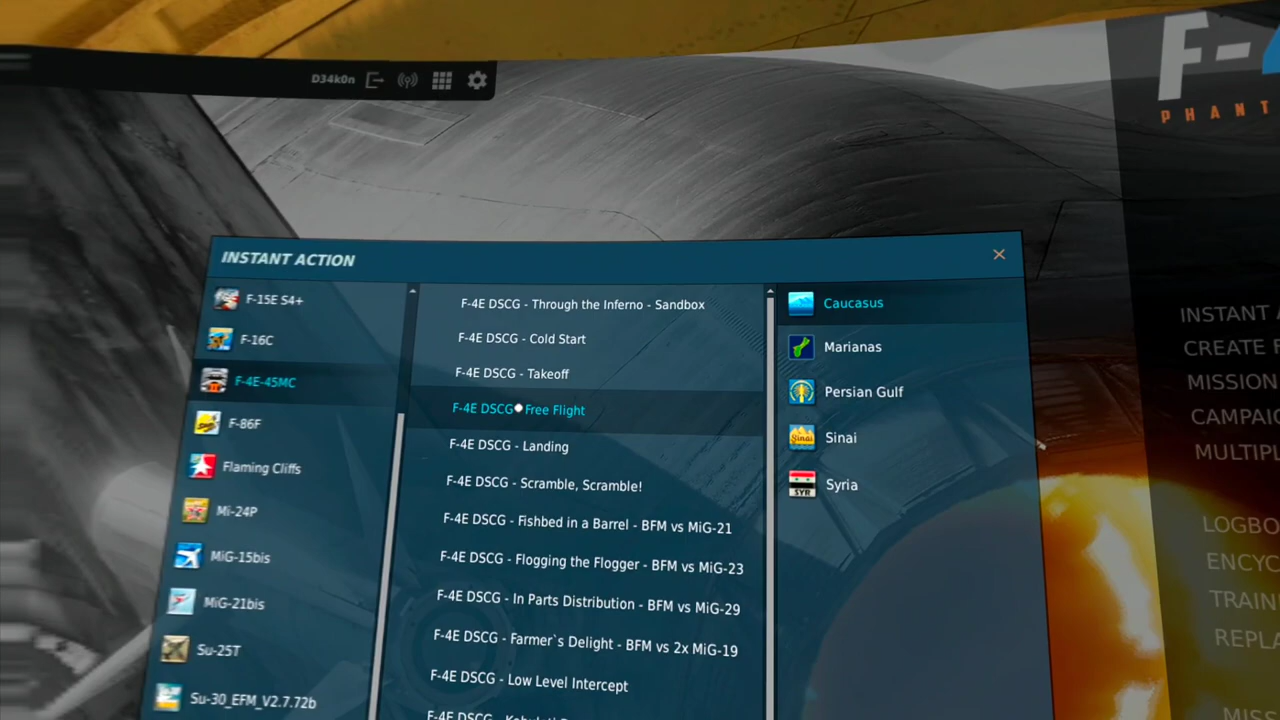 D34k0n
F-4
PHANT
INSTANT ACTION
F-15E S4+
F-16C
F-4E-45MC
F-86F
Flaming Cliffs
Mi-24P
MiG-15bis
MiG-21bis
Su-25T
Su-30_EFM_V2.7.72b
F-4E DSCG - Through the Inferno - Sandbox
F-4E DSCG - Cold Start
F-4E DSCG - Takeoff
F-4E DSCG Free Flight
F-4E DSCG - Landing
F-4E DSCG - Scramble, Scramble!
F-4E DSCG - Fishbed in a Barrel - BFM vs MiG-21
F-4E DSCG - Flogging the Flogger - BFM vs MiG-23
F-4E DSCG - In Parts Distribution - BFM vs MiG-29
F-4E DSCG - Farmer`s Delight - BFM vs 2x MiG-19
F-4E DSCG - Low Level Intercept
F-4E DSCG -
Caucasus
Marianas
Persian Gulf
Sinai
SYR
Syria
INSTANT A
CREATE F
MISSION
CAMPAIG
MULTIPL
LOGBO
ENCYC
TRAIN
REPLA
MISS